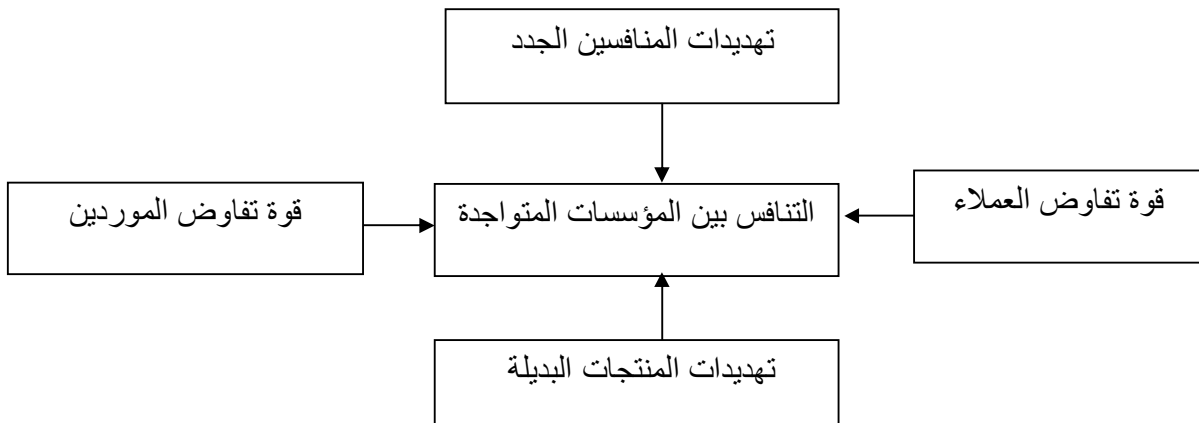 تهديدات المنافسين الجدد
قوة تفاوض العملاء
التنافس بين المؤسسات المتواجدة
قوة تفاوض الموردين
تهديدات المنتجات البديلة